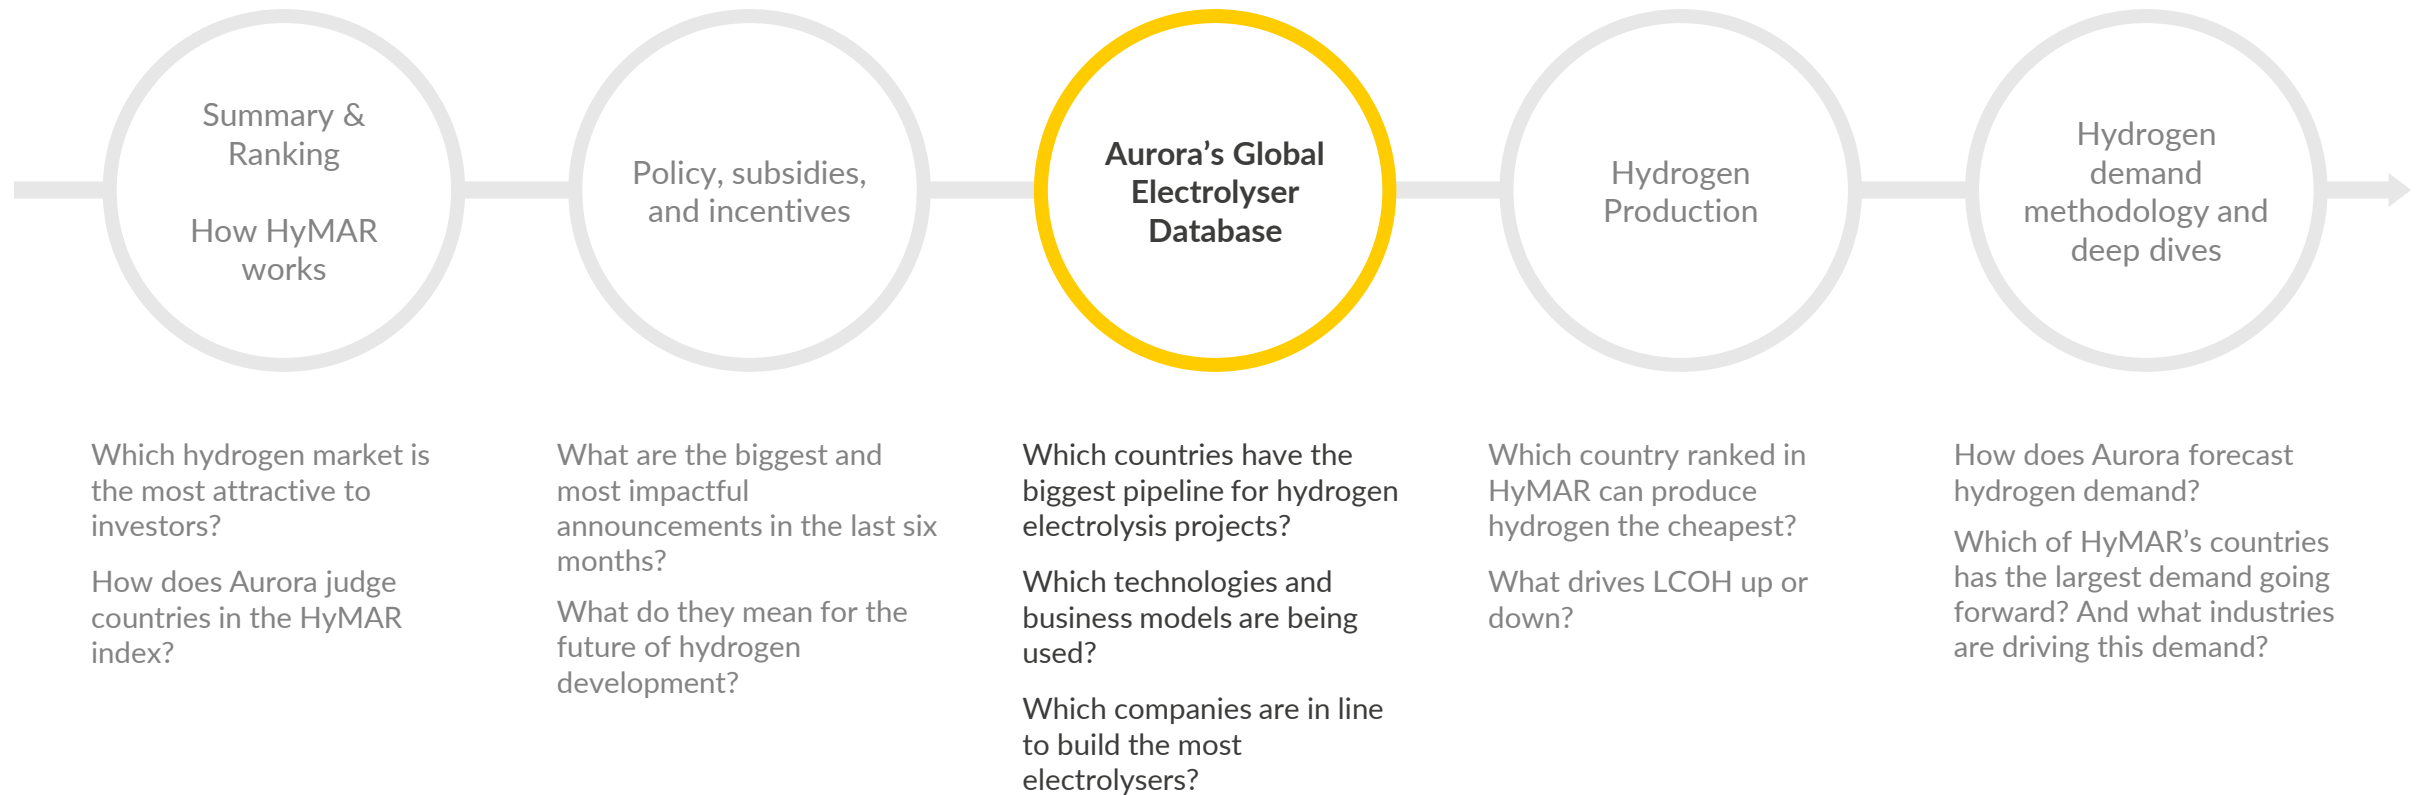 Summary &
Ranking
How HyMAR
works
Policy, subsidies,
and incentives
Aurora’s Global
Electrolyser
Database
Hydrogen
Production
Hydrogen
demand
methodology and
deep dives
Which hydrogen market is
the most attractive to
investors?
How does Aurora judge
countries in the HyMAR
index?
What are the biggest and
most impactful
announcements in the last six
months?
What do they mean for the
future of hydrogen
development?
Which countries have the
biggest pipeline for hydrogen
electrolysis projects?
Which technologies and
business models are being
used?
Which companies are in line
to build the most
electrolysers?
Which country ranked in
HyMAR can produce
hydrogen the cheapest?
What drives LCOH up or
down?
How does Aurora forecast
hydrogen demand?
Which of HyMAR’s countries
has the largest demand going
forward? And what industries
are driving this demand?